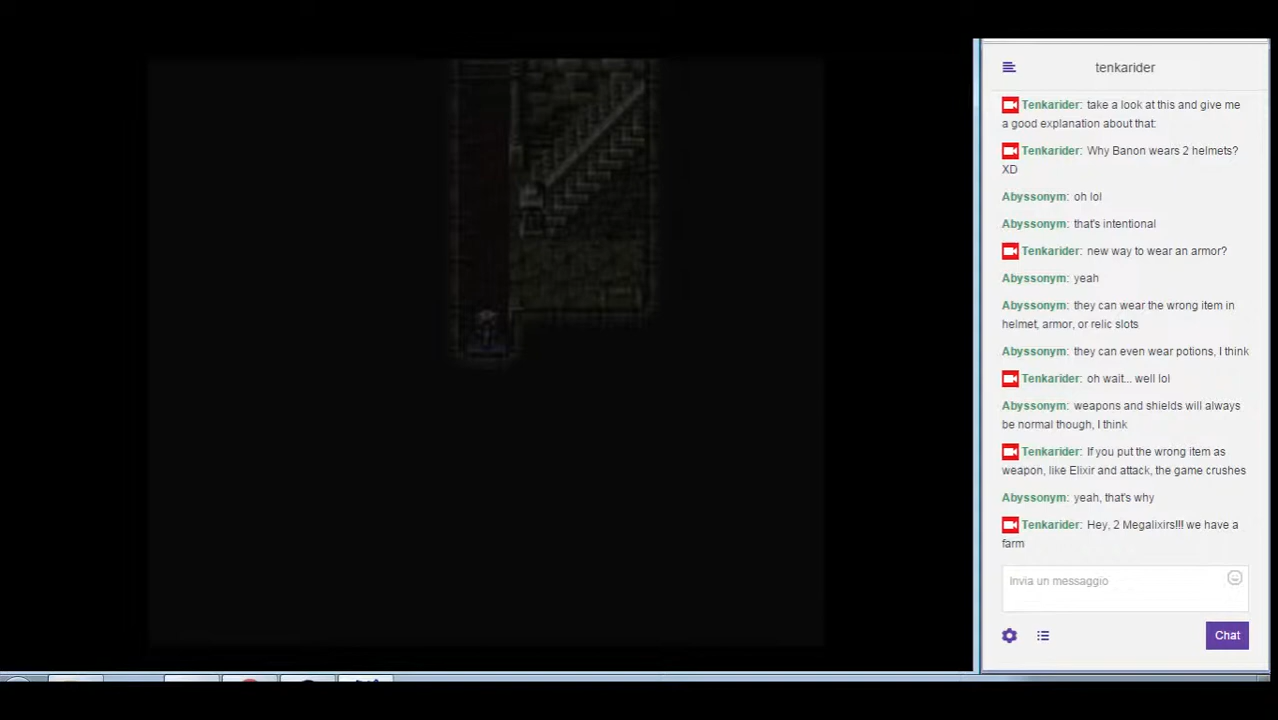 tenkarider
Tenkarider: take a look at this and give me
a good explanation about that:
Tenkarider: Why Banon wears 2 helmets?
XD
Abyssonym: oh lol
Abyssonym: that's intentional
Tenkarider: new way to wear an armor?
Abyssonym: yeah
Abyssonym: they can wear the wrong item in
helmet, armor, or relic slots
Abyssonym: they can even wear potions, I think
Tenkarider: oh wait... well lol
Abyssonym: weapons and shields will always
be normal though, I think
Tenkarider: If you put the wrong item as
weapon, like Elixir and attack, the game crushes
Abyssonym: yeah, that's why
Tenkarider: Hey, 2 Megalixirs!!! we have a
farm
Invia un messaggio
Chat